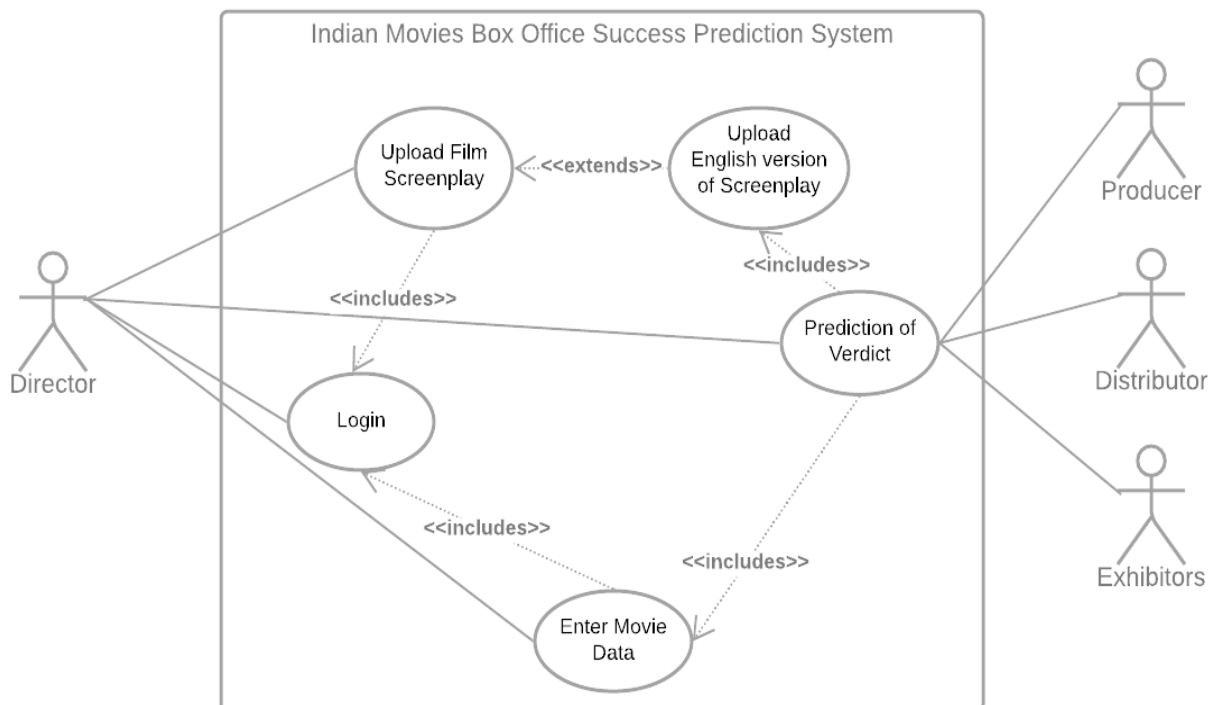 Indian Movies Box Office Success Prediction System
Upload Film
Screenplay
<<extends>>
Upload
English version
of Screenplay
Producer
<<includes>>
<<includes>>
Prediction of
Verdict
Director
Distributor
Login
<<includes>>
<<includes>>
Exhibitors
Enter Movie
Data